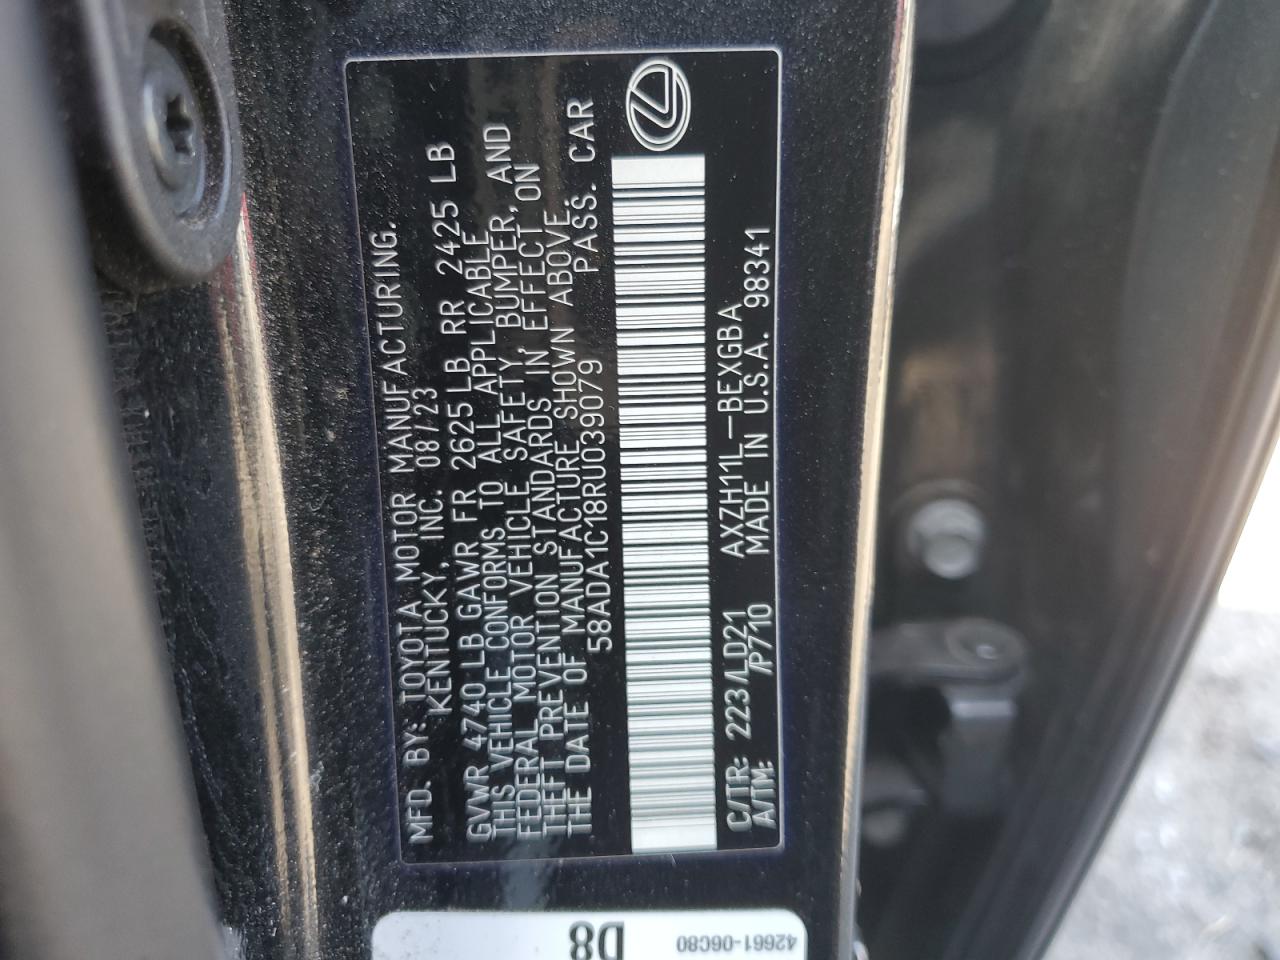 MFD. BY: TOYOTA MOTOR MANUFACTURING.
KENTUCKY, INC. 08/23
GVWR 4740 LB GAWR FR 2625 LB RR 2425 LB
THIS VEHICLE CONFORMS TO ALL APPLICABLE
FEDERAL MOTOR VEHICLE SAFETY, BUMPER, AND
THEFT PREVENTION STANDARDS IN EFFECT ON
THE DATE OF MANUFACTURE SHOWN ABOVE.
58ADA1C18RU039079 PASS. CAR
C/TR: 223/LD21 AXZH11L-BEXGBA
A/TM: /P710 MADE IN U.S.A. 98341
D8
42661-06C80